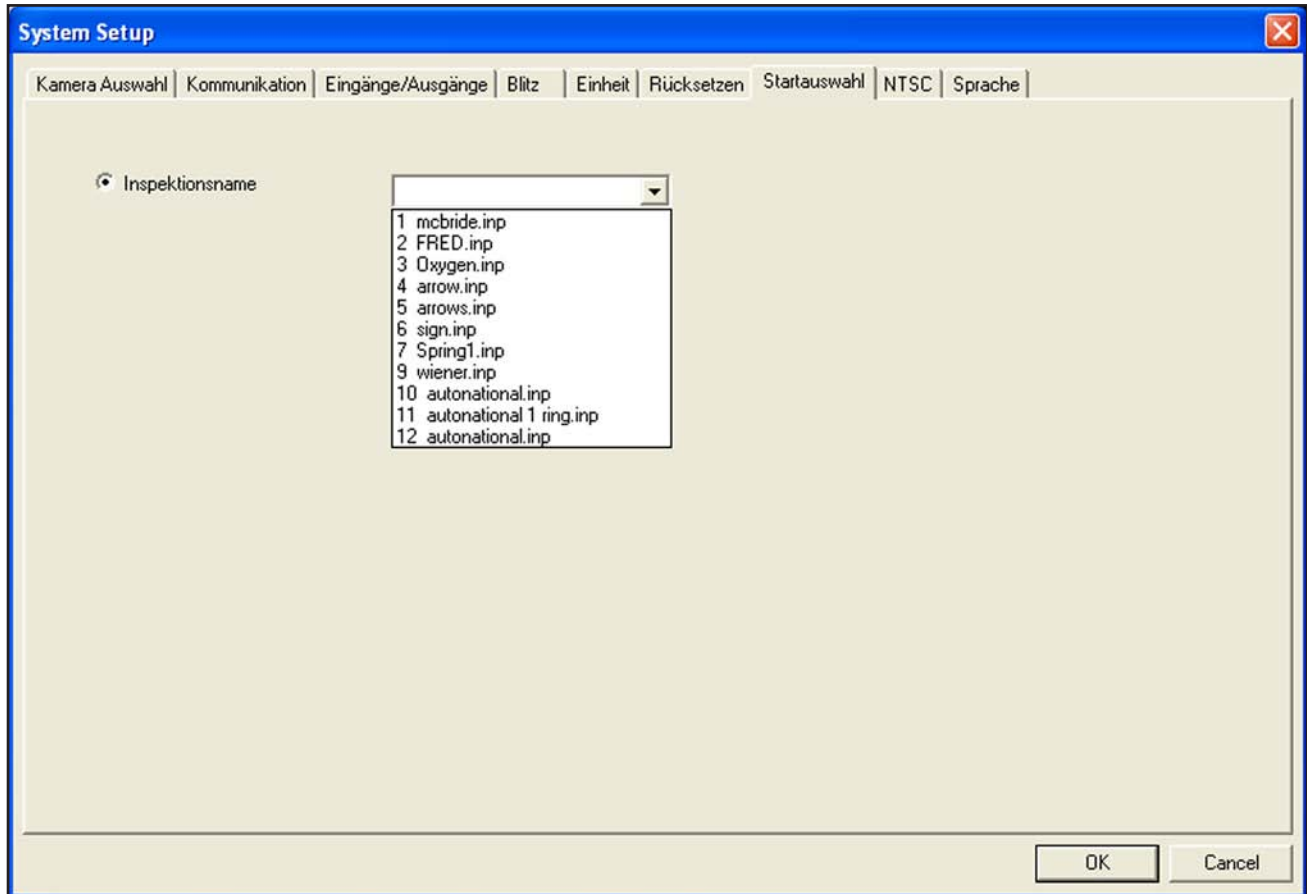 System Setup
Kamera Auswahl Kommunikation Eingänge/Ausgänge Blitz Einheit Rücksetzen Startauswahl NTSC Sprache
Inspektionsname
1 mcbride.inp
2 FRED.inp
3 Oxygen.inp
4 arrow.inp
5 arrows.inp
6 sign.inp
7 Spring1.inp
9 wiener.inp
10 autonational.inp
11 autonational 1 ring.inp
12 autonational.inp
OK Cancel